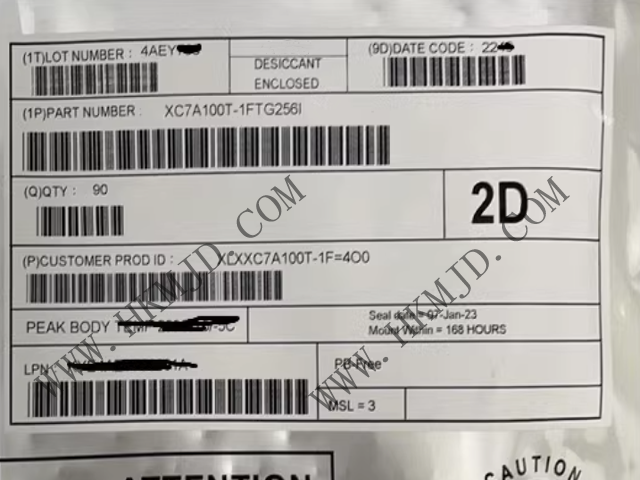 (1T)LOT NUMBER : 4AEY
(9D)DATE CODE : 22
DESICCANT
ENCLOSED
(1P)PART NUMBER : XC7A100T-1FTG256I
(Q)QTY : 90
2D
(P)CUSTOMER PROD ID : XLXXC7A100T-1F=4O0
PEAK BODY
Seal date = 07-Jan-23
Mount Within = 168 HOURS
LPN
PB-Free
MSL = 3
WWW.HKMJD.COM
WWW.HKMJD.COM
ATTENTION
CAUTION